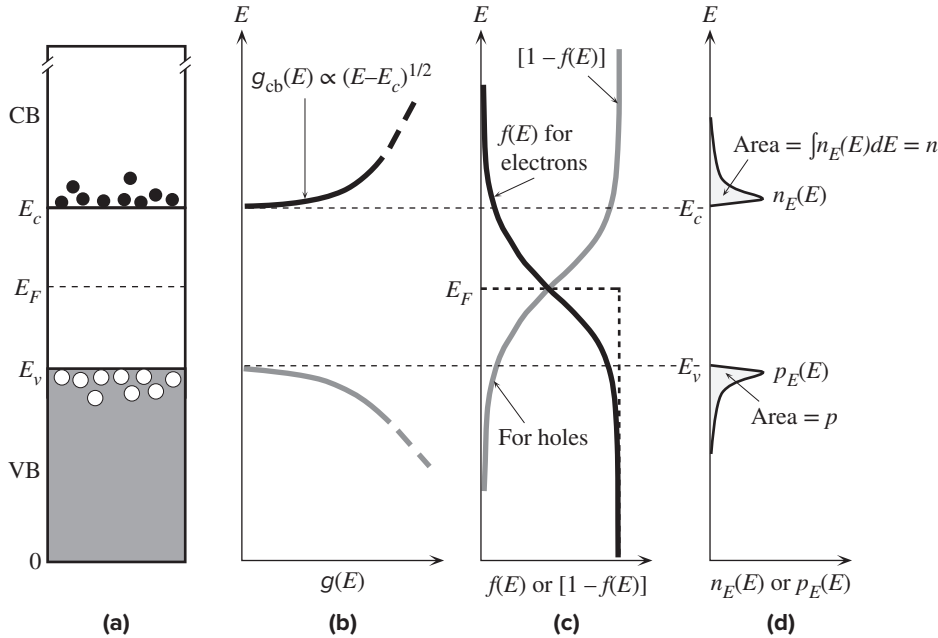 E
CB
E_c
E_F
E_v
VB
0
(a)
E
g_cb(E) ∝ (E–E_c)^1/2
g(E)
(b)
E
[1 – f(E)]
f(E) for
electrons
E_F
For holes
f(E) or [1 – f(E)]
(c)
E
Area = ∫n_E(E)dE = n
n_E(E)
E_c
E_v
p_E(E)
Area = p
n_E(E) or p_E(E)
(d)